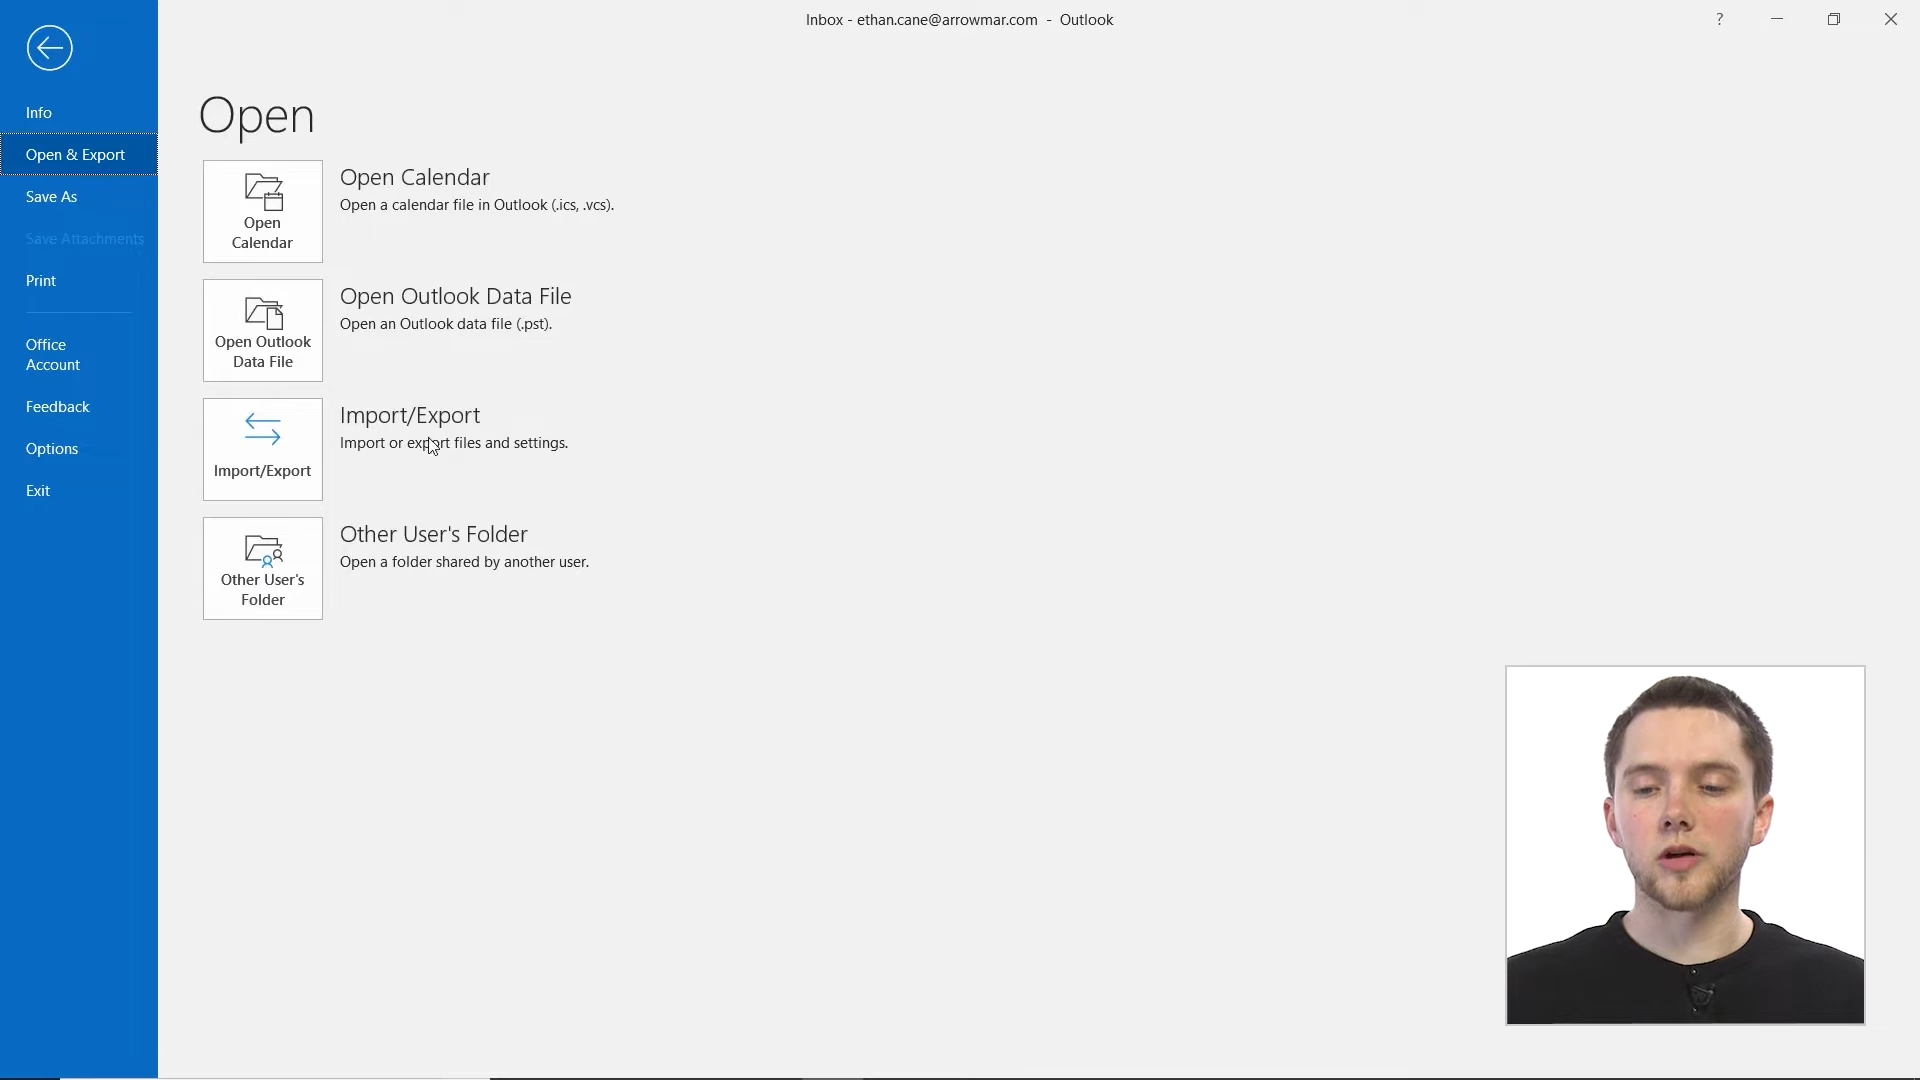 Inbox - ethan.cane@arrowmar.com - Outlook
?
Info
Open & Export
Save As
Save Attachments
Print
Office
Account
Feedback
Options
Exit
Open
Open
Calendar
Open Calendar
Open a calendar file in Outlook (.ics, .vcs).
Open Outlook
Data File
Open Outlook Data File
Open an Outlook data file (.pst).
Import/Export
Import/Export
Import or export files and settings.
Other User's
Folder
Other User's Folder
Open a folder shared by another user.